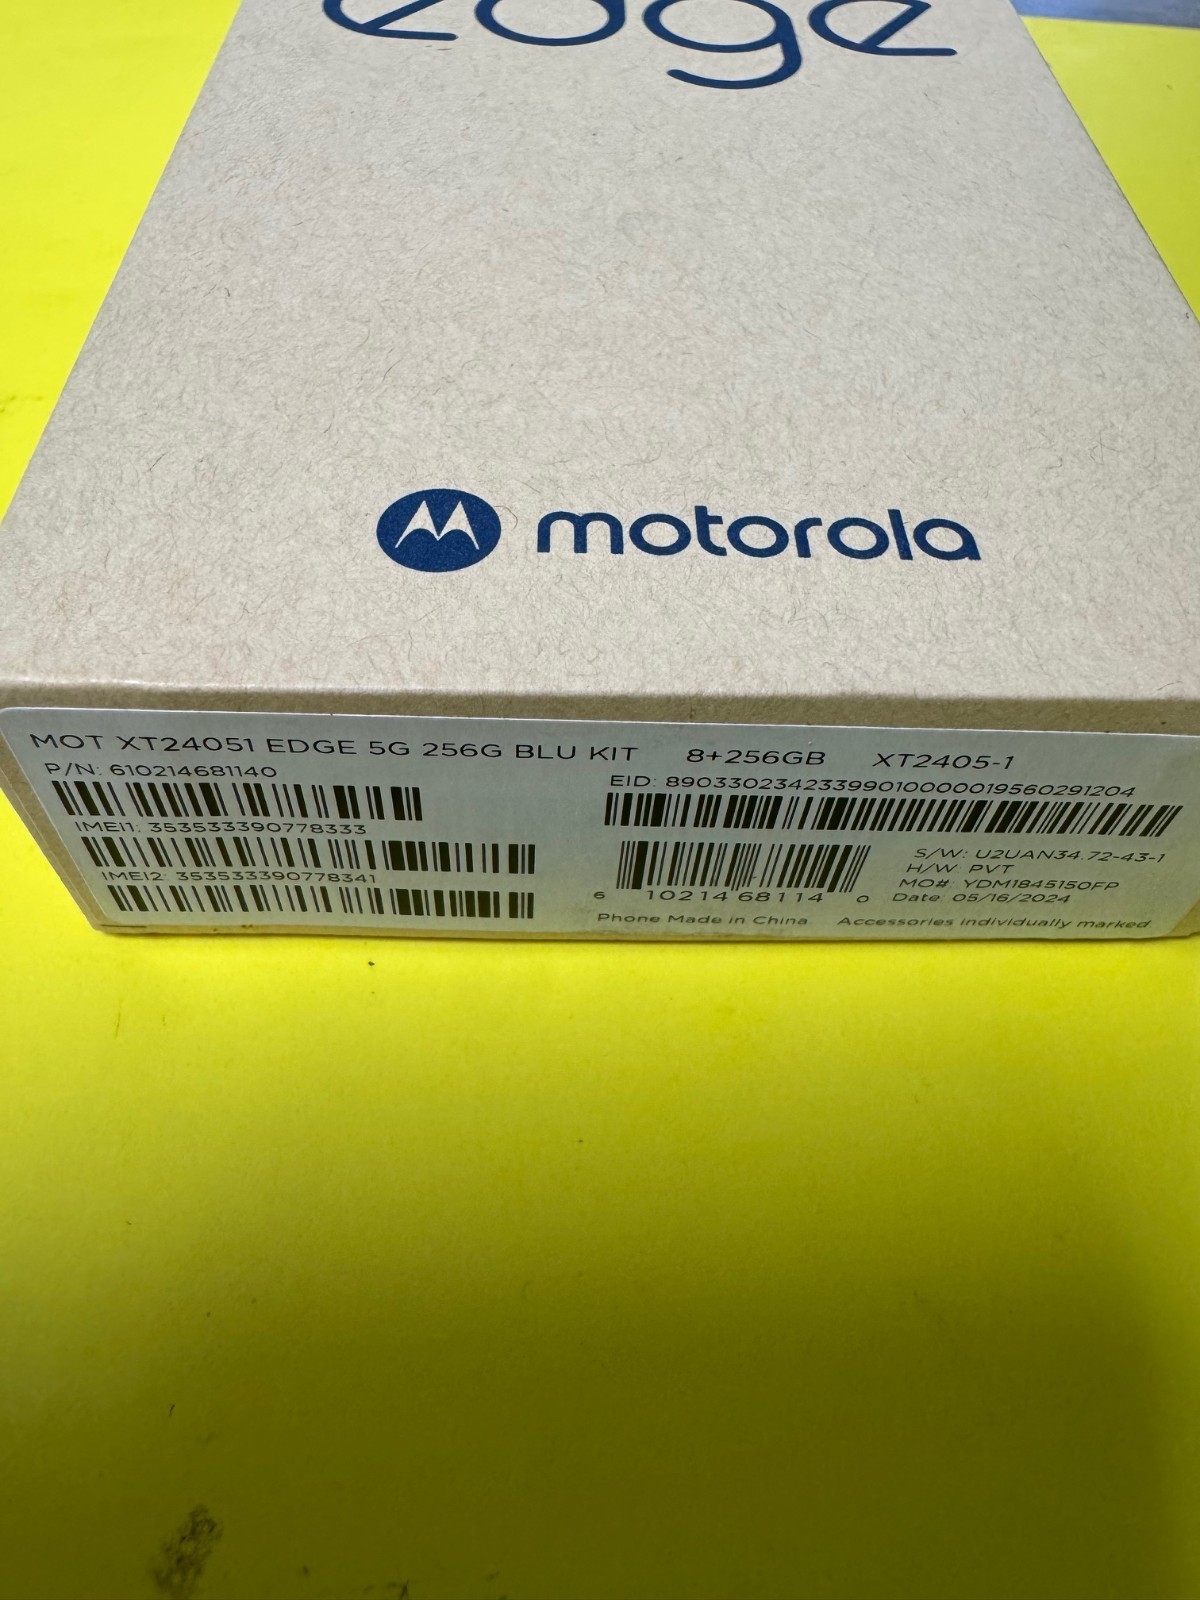 edge
motorola
MOT XT24051 EDGE 5G 256G BLU KIT 8+256GB XT2405-1
P/N: 610214681140
EID: 89033023423399010000019560291204
IMEI1: 353533390778333
IMEI2: 353533390778341
6 10214 68114 0
S/W: U2UAN34.72-43-1
H/W: PVT
MO#: YDM1845150FP
Date: 05/16/2024
Phone Made in China Accessories individually marked